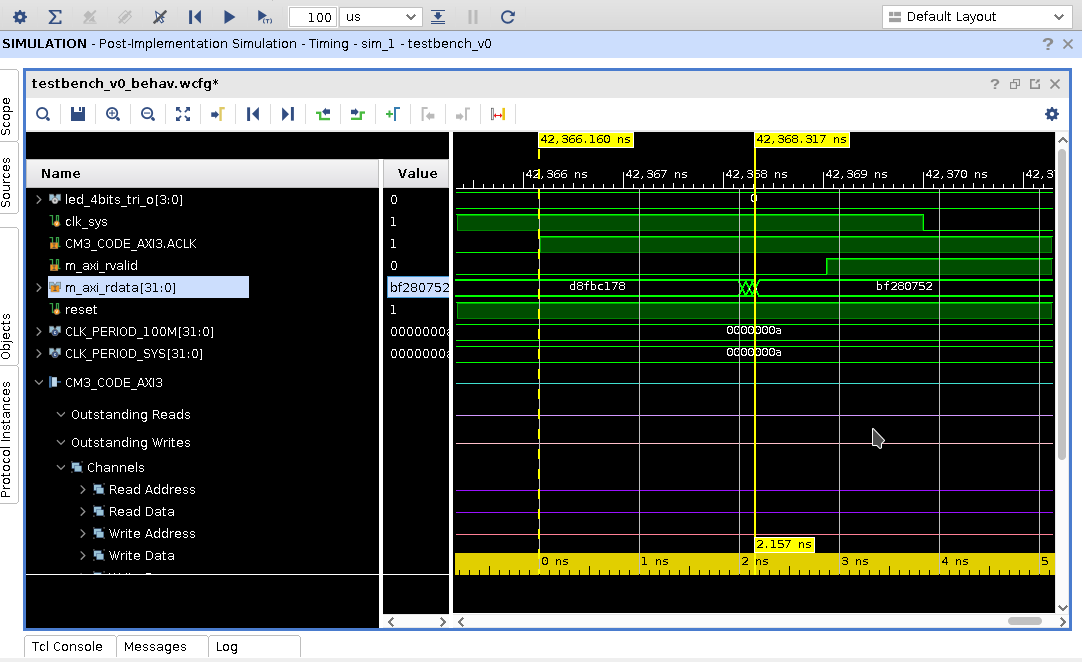 100 us Default Layout
SIMULATION - Post-Implementation Simulation - Timing - sim_1 - testbench_v0
testbench_v0_behav.wcfg*
Scope
Sources
Objects
Protocol Instances
42,366.160 ns 42,368.317 ns
Name Value 42,366 ns 42,367 ns 42,368 ns 42,369 ns 42,370 ns 42,37
led_4bits_tri_o[3:0] 0 0
clk_sys 1
CM3_CODE_AXI3.ACLK 1
m_axi_rvalid 0
m_axi_rdata[31:0] bf280752 d8fbc178 bf280752
reset 1
CLK_PERIOD_100M[31:0] 0000000a 0000000a
CLK_PERIOD_SYS[31:0] 0000000a 0000000a
CM3_CODE_AXI3
Outstanding Reads
Outstanding Writes
Channels
Read Address
Read Data
Write Address
Write Data
2.157 ns
0 ns 1 ns 2 ns 3 ns 4 ns 5
Tcl Console Messages Log